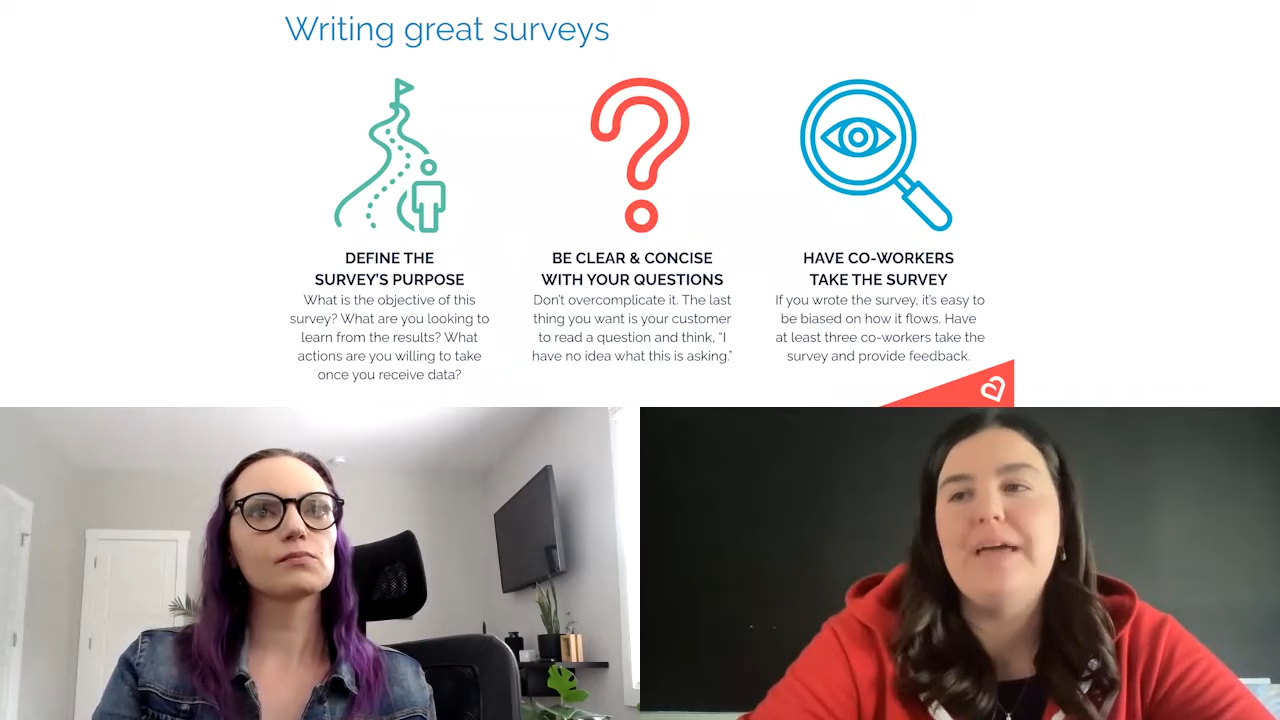 Writing great surveys
DEFINE THE
SURVEY'S PURPOSE
What is the objective of this
survey? What are you looking to
learn from the results? What
actions are you willing to take
once you receive data?
BE CLEAR & CONCISE
WITH YOUR QUESTIONS
Don't overcomplicate it. The last
thing you want is your customer
to read a question and think, "I
have no idea what this is asking."
HAVE CO-WORKERS
TAKE THE SURVEY
If you wrote the survey, it's easy to
be biased on how it flows. Have
at least three co-workers take the
survey and provide feedback.